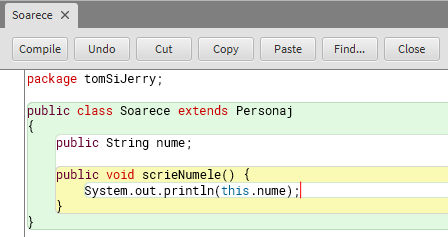 Soarece ×
Compile Undo Cut Copy Paste Find... Close
package tomSiJerry;
public class Soarece extends Personaj
{
public String nume;
public void scrieNumele() {
System.out.println(this.nume);
}
}